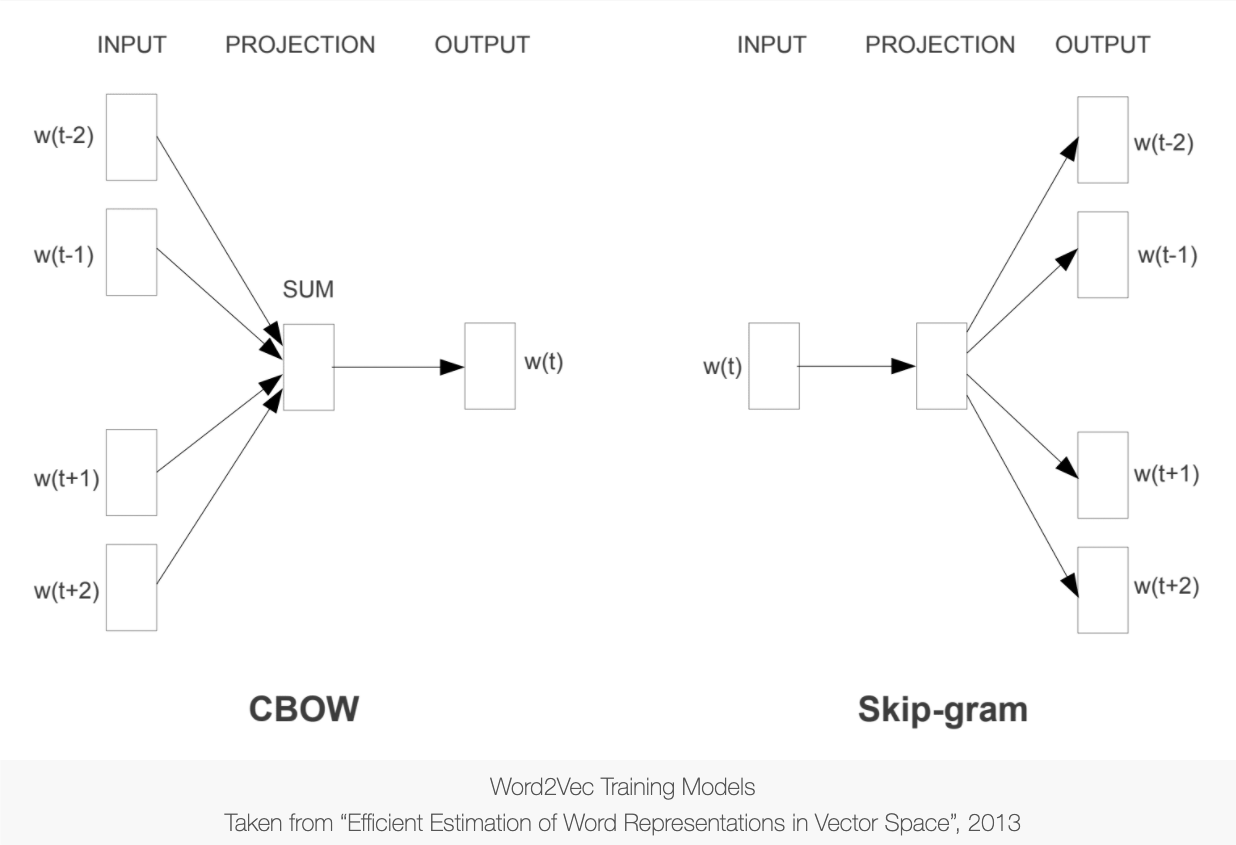 INPUT PROJECTION OUTPUT
w(t-2)
w(t-1)
SUM
w(t)
w(t+1)
w(t+2)
CBOW
INPUT PROJECTION OUTPUT
w(t-2)
w(t-1)
w(t)
w(t+1)
w(t+2)
Skip-gram
Word2Vec Training Models
Taken from “Efficient Estimation of Word Representations in Vector Space”, 2013